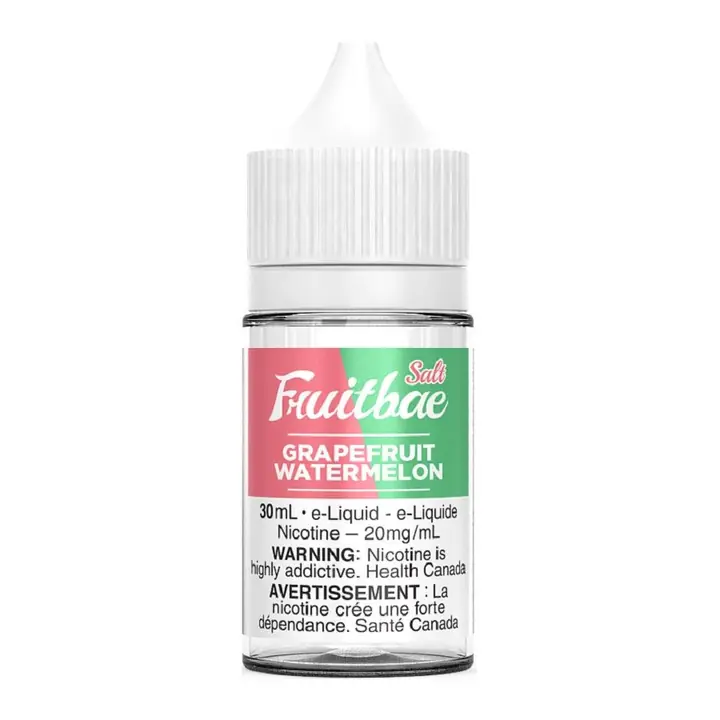 Salt
Fruitbae
GRAPEFRUIT
WATERMELON
30mL • e-Liquid - e-Liquide
Nicotine – 20mg/mL
WARNING: Nicotine is
highly addictive. Health Canada
AVERTISSEMENT : La
nicotine crée une forte
dépendance. Santé Canada